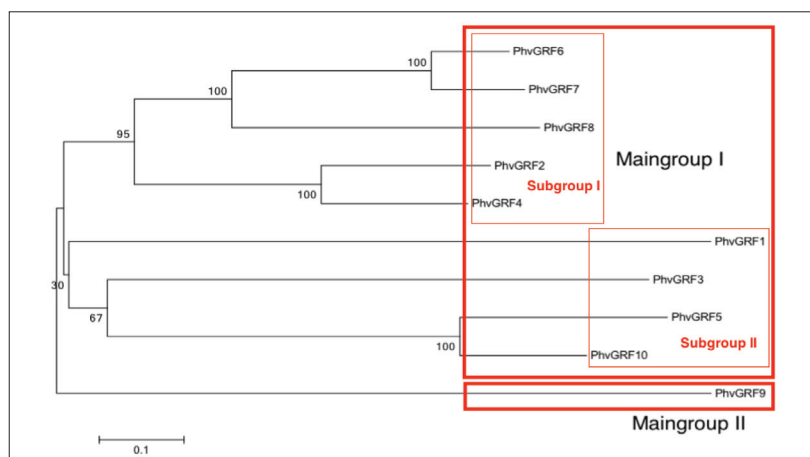 PhvGRF6
100
PhvGRF7
100
PhvGRF8
95
Maingroup I
PhvGRF2
Subgroup I
100
PhvGRF4
PhvGRF1
30
PhvGRF3
67
PhvGRF5
100
Subgroup II
PhvGRF10
PhvGRF9
Maingroup II
0.1